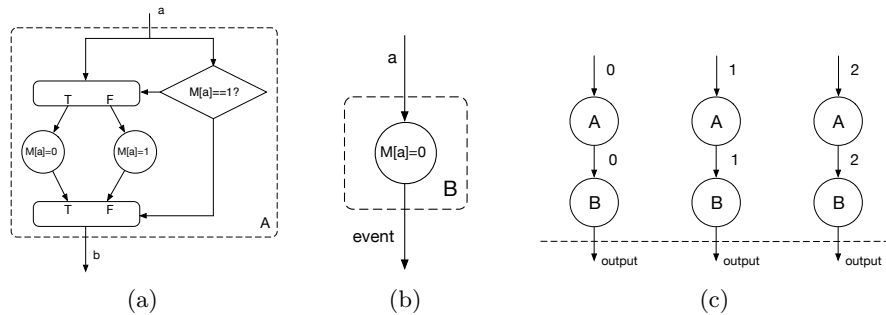 a
M[a]==1?
T F
M[a]=0 M[a]=1
T F
A
b
(a)
a
M[a]=0
B
event
(b)
0 1 2
A A A
0 1 2
B B B
output output output
(c)